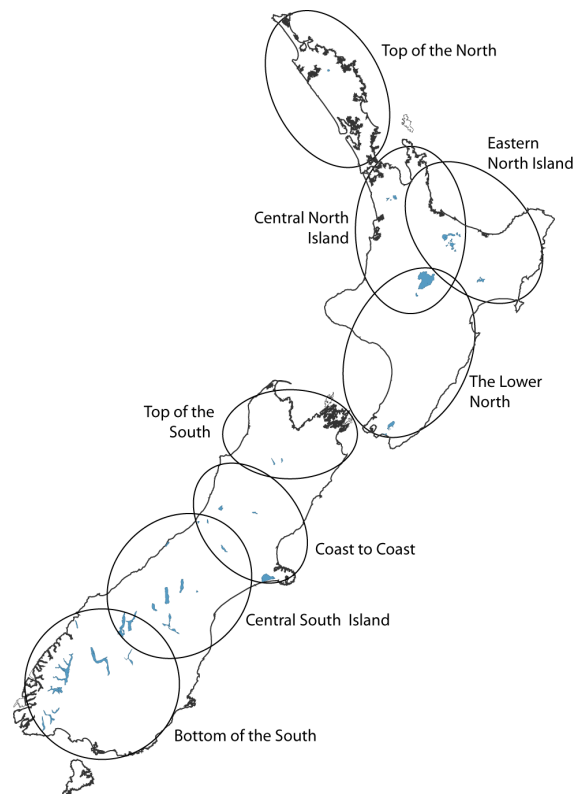 Top of the North
Eastern
North Island
Central North
Island
The Lower
North
Top of the
South
Coast to Coast
Central South Island
Bottom of the South